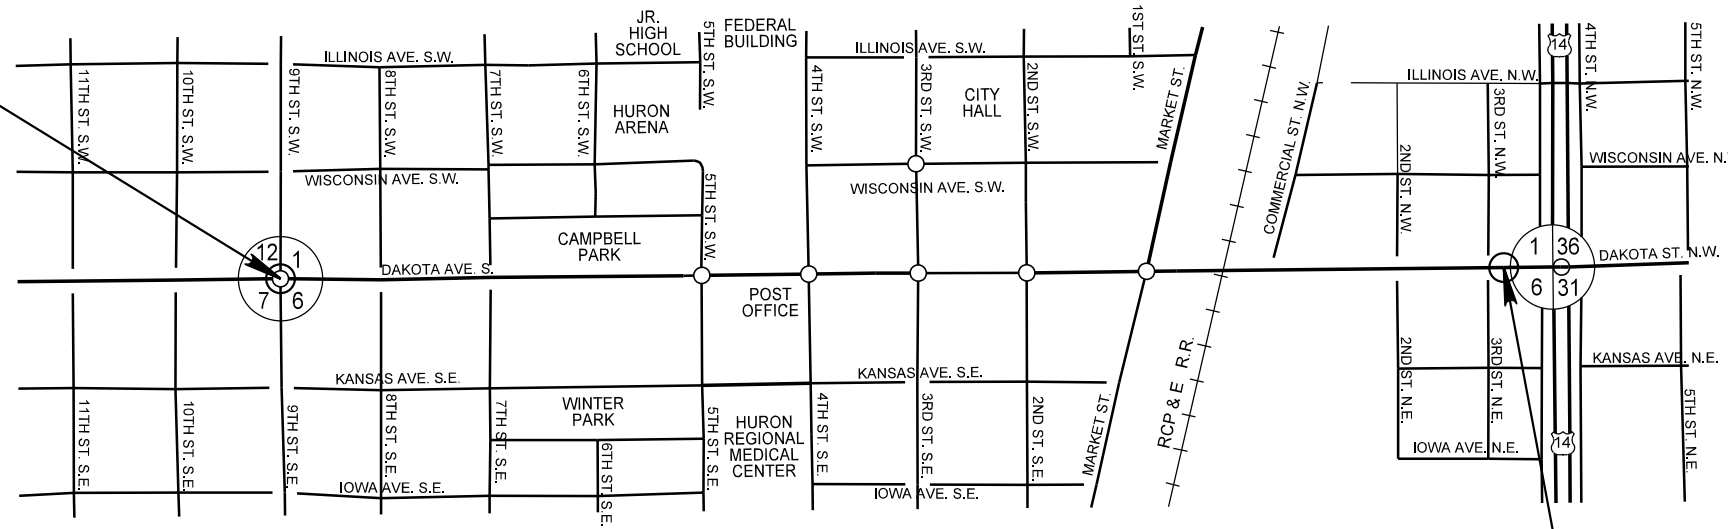 JR.
HIGH
SCHOOL
5TH ST. S.W.
FEDERAL
BUILDING
1ST ST. S.W.
14
4TH ST. N.W.
5TH ST. N.W.
ILLINOIS AVE. S.W.
ILLINOIS AVE. S.W.
ILLINOIS AVE. N.W.
11TH ST. S.W.
10TH ST. S.W.
9TH ST. S.W.
8TH ST. S.W.
7TH ST. S.W.
6TH ST. S.W.
HURON
ARENA
4TH ST. S.W.
3RD ST. S.W.
CITY
HALL
2ND ST. S.W.
MARKET ST.
COMMERCIAL ST. N.W.
2ND ST. N.W.
3RD ST. N.W.
WISCONSIN AVE. S.W.
WISCONSIN AVE. S.W.
WISCONSIN AVE. N.
5TH ST. S.W.
CAMPBELL
PARK
12 1
7 6
DAKOTA AVE. S.
1 36
6 31
DAKOTA ST. N.W.
POST
OFFICE
KANSAS AVE. S.E.
KANSAS AVE. S.E.
KANSAS AVE. N.E.
RCP & E R.R.
2ND ST. N.E.
3RD ST. N.E.
11TH ST. S.E.
10TH ST. S.E.
9TH ST. S.E.
8TH ST. S.E.
7TH ST. S.E.
WINTER
PARK
6TH ST. S.E.
5TH ST. S.E.
HURON
REGIONAL
MEDICAL
CENTER
4TH ST. S.E.
3RD ST. S.E.
2ND ST. S.E.
MARKET ST.
IOWA AVE. N.E.
14
5TH ST. N.E.
IOWA AVE. S.E.
IOWA AVE. S.E.